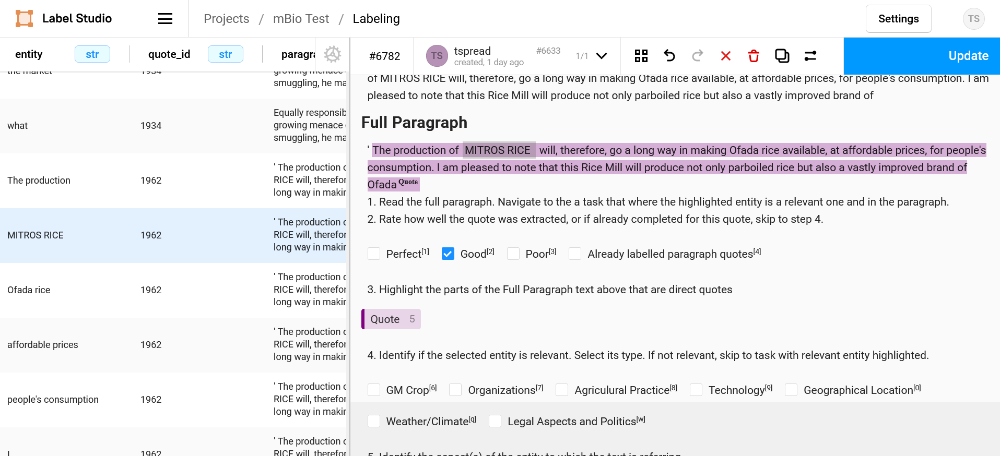 Label Studio
Projects / mBio Test / Labeling
Settings
TS
entity str quote_id str paragra
#6782
TS tspread #6633
created, 1 day ago
1/1
Update
the market 1934 growing menace
smuggling, he ma
what 1934 Equally responsib
growing menace
smuggling, he ma
The production 1962 ' The production c
RICE will, therefor
long way in makin
MITROS RICE 1962 ' The production c
RICE will, therefor
long way in makin
Ofada rice 1962 ' The production c
RICE will, therefor
long way in makin
affordable prices 1962 ' The production c
RICE will, therefor
long way in makin
people's consumption 1962 ' The production c
RICE will, therefor
long way in makin
I 1962 ' The production c
RICE will, therefor
of MITROS RICE will, therefore, go a long way in making Ofada rice available, at affordable prices, for people's consumption. I am
pleased to note that this Rice Mill will produce not only parboiled rice but also a vastly improved brand of
Full Paragraph
' The production of MITROS RICE will, therefore, go a long way in making Ofada rice available, at affordable prices, for people's
consumption. I am pleased to note that this Rice Mill will produce not only parboiled rice but also a vastly improved brand of
Ofada Quote
1. Read the full paragraph. Navigate to the a task that where the highlighted entity is a relevant one and in the paragraph.
2. Rate how well the quote was extracted, or if already completed for this quote, skip to step 4.
Perfect[1] Good[2] Poor[3] Already labelled paragraph quotes[4]
3. Highlight the parts of the Full Paragraph text above that are direct quotes
Quote 5
4. Identify if the selected entity is relevant. Select its type. If not relevant, skip to task with relevant entity highlighted.
GM Crop[6] Organizations[7] Agriculural Practice[8] Technology[9] Geographical Location[0]
Weather/Climate[q] Legal Aspects and Politics[w]
5. Identify the aspect(s) of the entity to which the text is referring